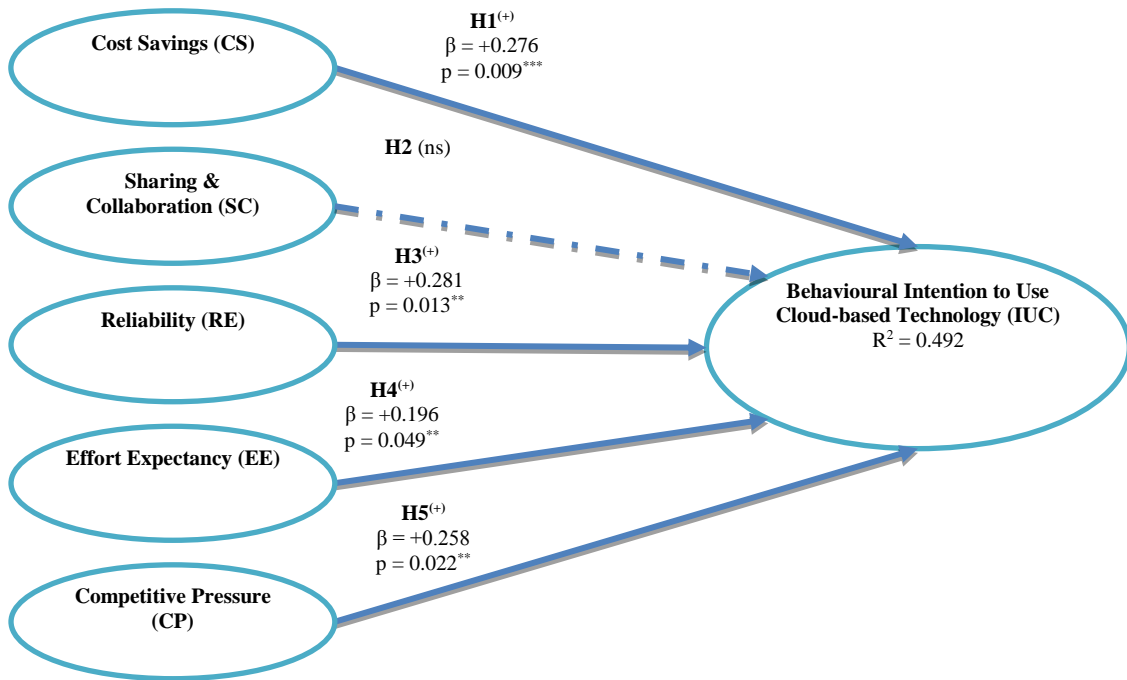 Cost Savings (CS)
H1(+)
β = +0.276
p = 0.009***
H2 (ns)
Sharing &
Collaboration (SC)
H3(+)
β = +0.281
p = 0.013**
Reliability (RE)
Behavioural Intention to Use
Cloud-based Technology (IUC)
R² = 0.492
H4(+)
β = +0.196
p = 0.049**
Effort Expectancy (EE)
H5(+)
β = +0.258
p = 0.022**
Competitive Pressure
(CP)